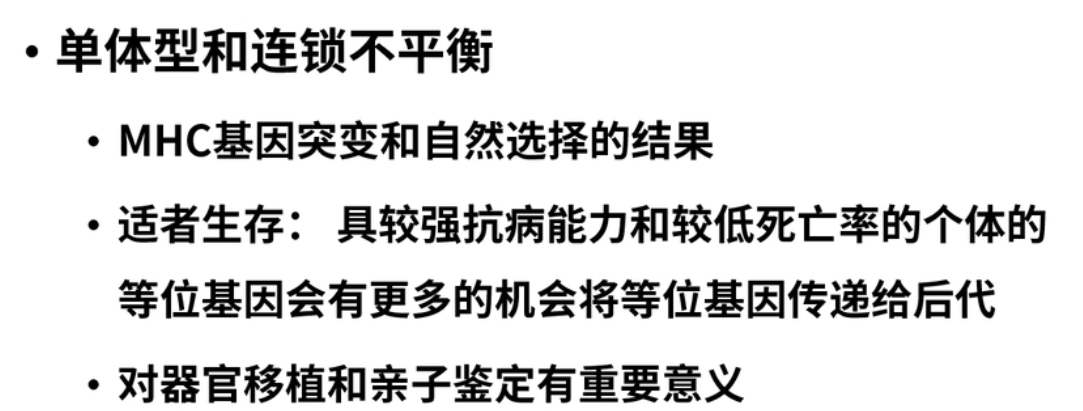 • 单体型和连锁不平衡
• MHC基因突变和自然选择的结果
• 适者生存： 具较强抗病能力和较低死亡率的个体的
等位基因会有更多的机会将等位基因传递给后代
• 对器官移植和亲子鉴定有重要意义